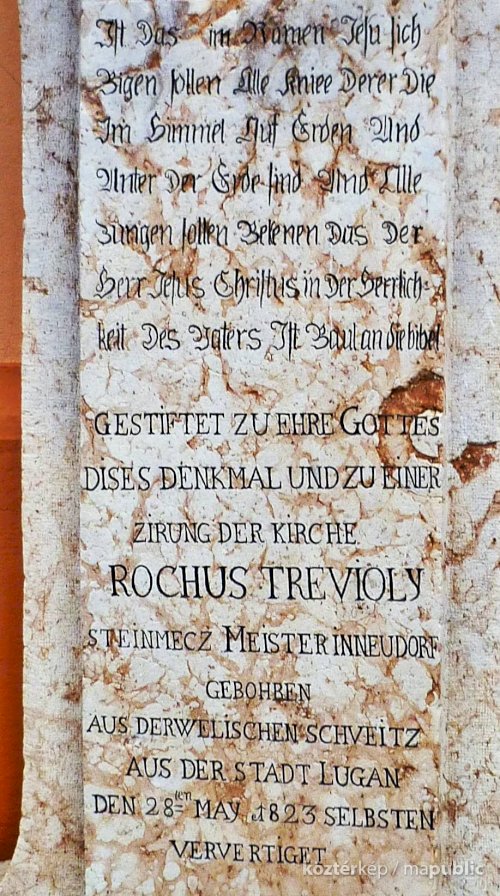 Ist Das im Namen Jesu sich
Bigen sollen Alle Kniee Derer Die
Im Himmel Auf Erden Und
Unter Der Erde sind Und Alle
zungen sollen Bekenen Das Der
Herr Jesus Christus in Der Herrlich=
keit Des Vaters Ist Baul an die bibel
GESTIFTET ZU EHRE GOTTES
DISES DENKMAL UND ZU EINER
ZIRUNG DER KIRCHE
ROCHUS TREVIOLY
STEINMECZ MEISTER IN NEUDORF
GEBOHREN
AUS DER WELISCHEN SCHVEITZ
AUS DER STADT LUGAN
DEN 28ten MAY 1823 SELBSTEN
VERVERTIGET
köztérkép / mapublic